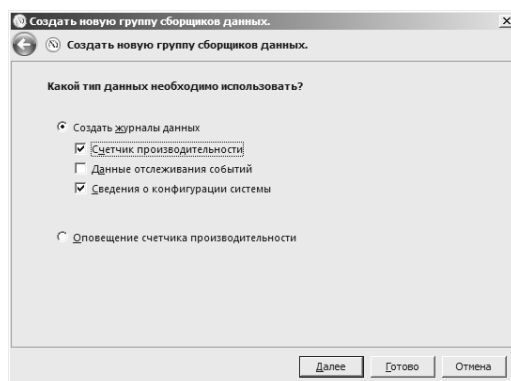 Создать новую группу сборщиков данных.
Создать новую группу сборщиков данных.
Какой тип данных необходимо использовать?
Создать журналы данных
Счетчик производительности
Данные отслеживания событий
Сведения о конфигурации системы
Оповещение счетчика производительности
Далее Готово Отмена